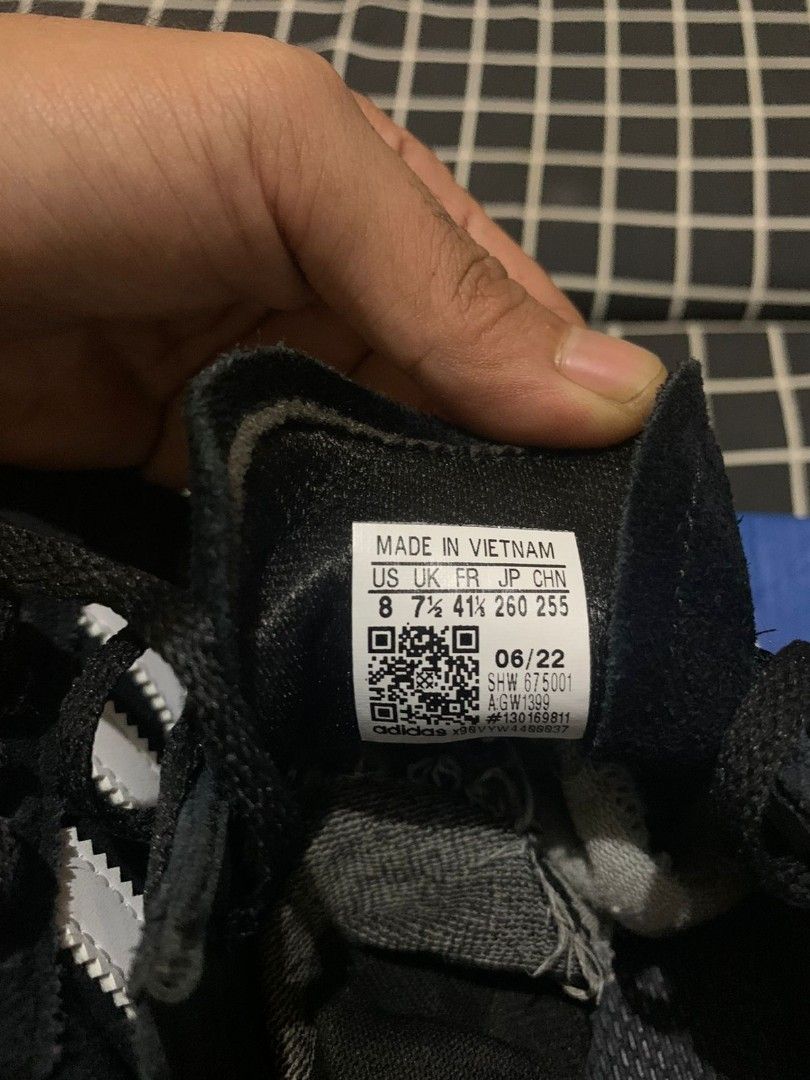 MADE IN VIETNAM
US UK FR JP CHN
8 7½ 41⅓ 260 255
06/22
SHW 675001
A:GW1399
#130169811
adidas x90VYW4400037